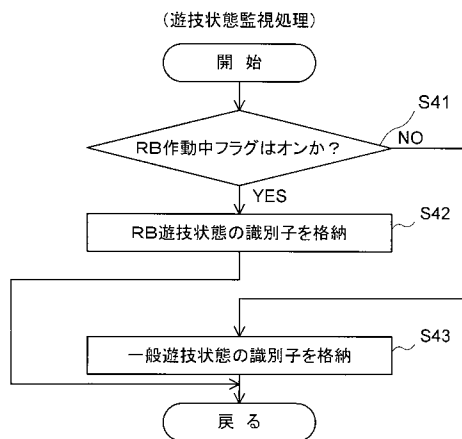 (遊技状態監視処理)
開 始
S41
RB作動中フラグはオンか?
NO
YES
S42
RB遊技状態の識別子を格納
S43
一般遊技状態の識別子を格納
戻 る